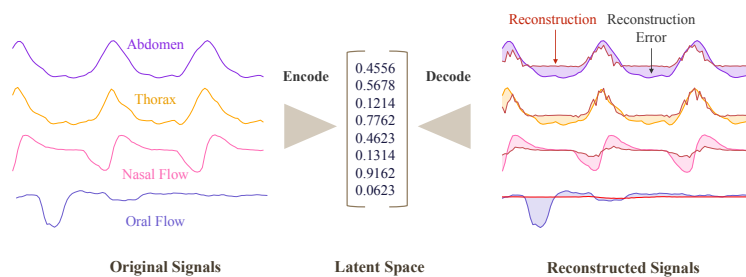 Abdomen
Thorax
Nasal Flow
Oral Flow
Original Signals
Encode
0.4556
0.5678
0.1214
0.7762
0.4623
0.1314
0.9162
0.0623
Latent Space
Decode
Reconstruction
Reconstruction
Error
Reconstructed Signals